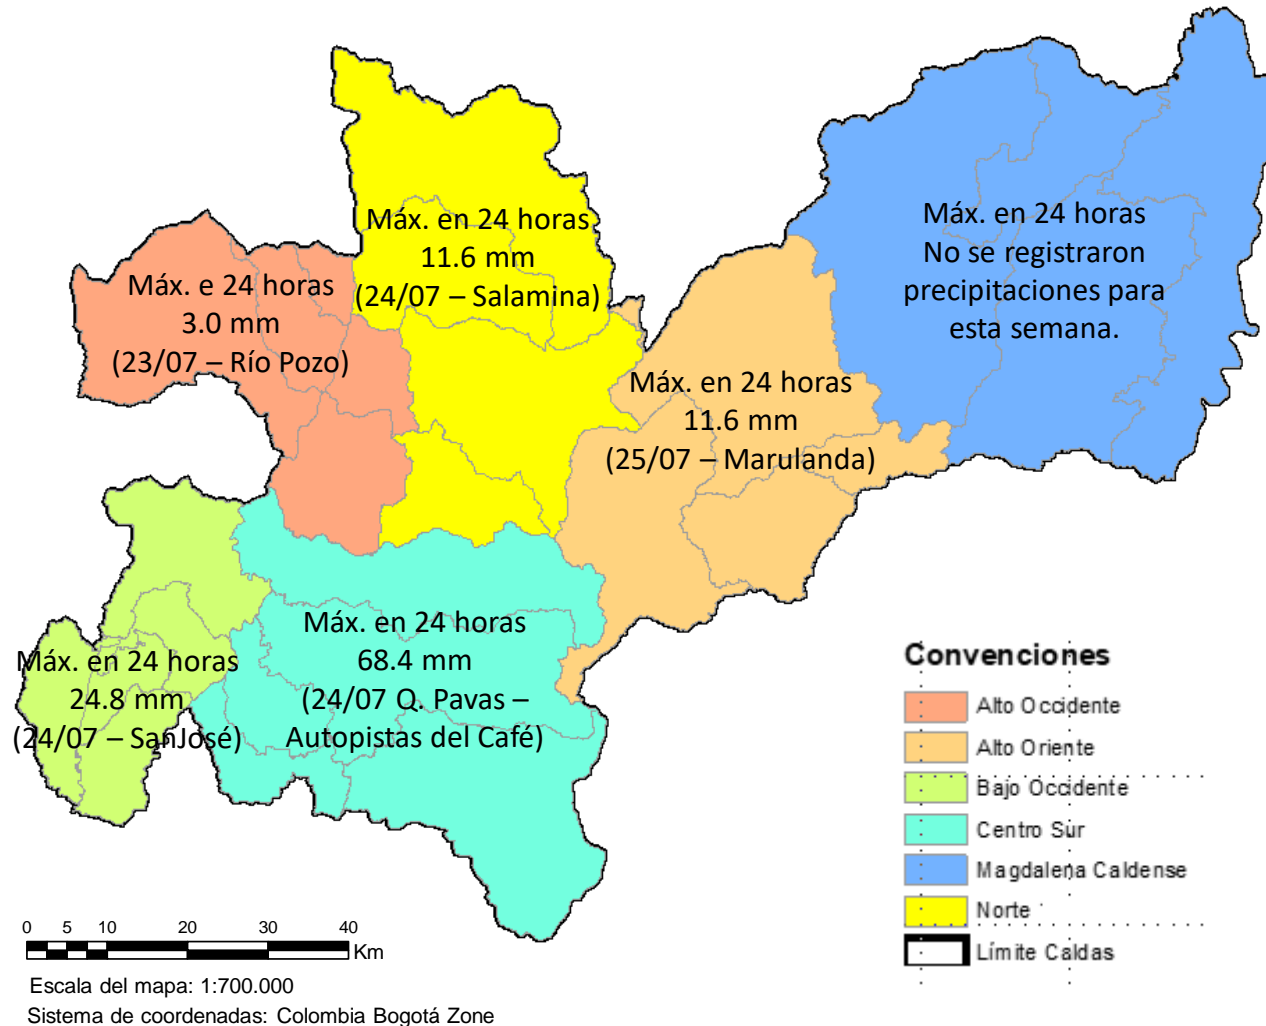 Máx. en 24 horas
11.6 mm
(24/07 – Salamina)
Máx. en 24 horas
No se registraron
precipitaciones para
esta semana.
Máx. e 24 horas
3.0 mm
(23/07 – Río Pozo)
Máx. en 24 horas
11.6 mm
(25/07 – Marulanda)
Máx. en 24 horas
68.4 mm
(24/07 Q. Pavas –
Autopistas del Café)
Máx. en 24 horas
24.8 mm
(24/07 – SanJosé)
Convenciones
Alto Occidente
Alto Oriente
Bajo Occidente
Centro Sur
Magdalena Caldense
Norte
Límite Caldas
0 5 10 20 30 40
Km
Escala del mapa: 1:700.000
Sistema de coordenadas: Colombia Bogotá Zone